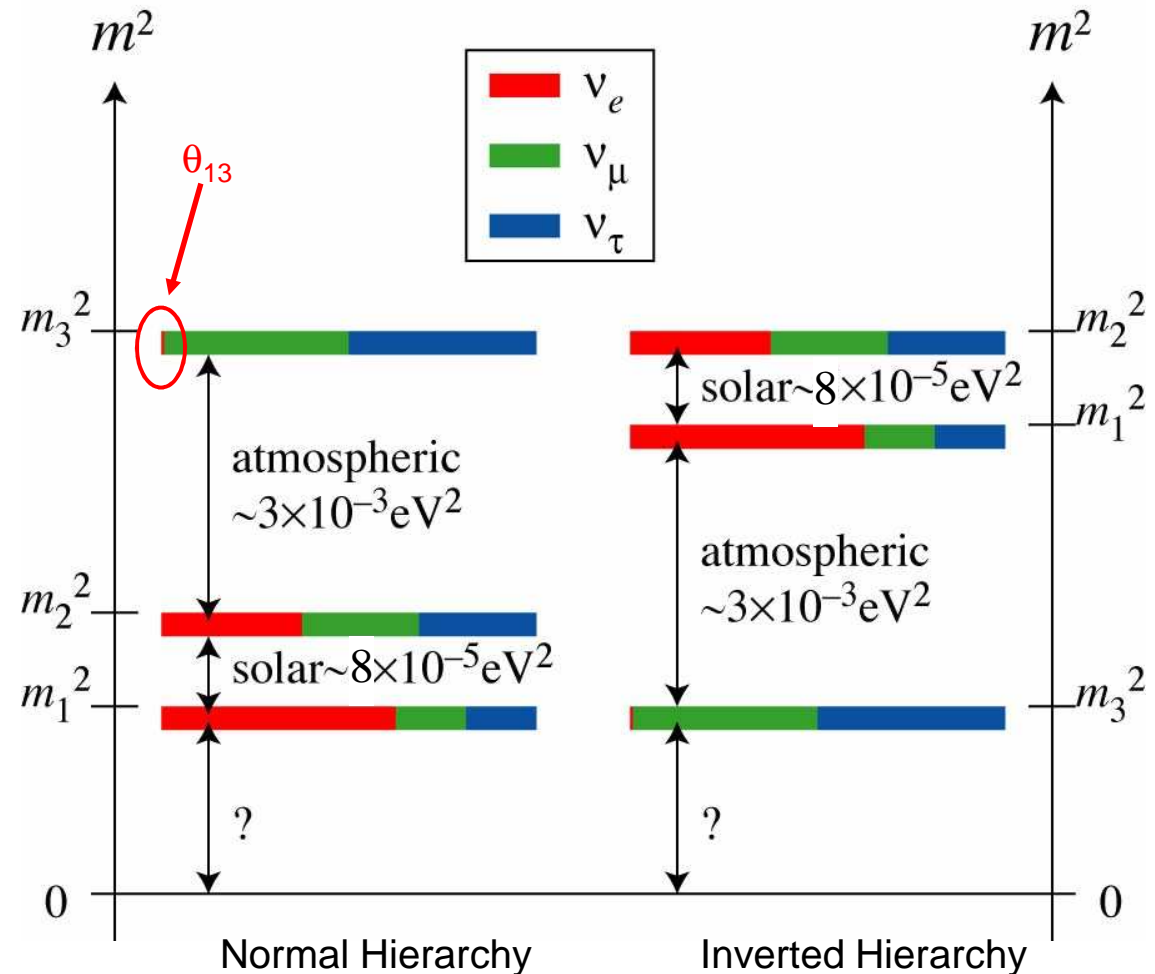 m² m²
νe
νμ
ντ
θ13
m3²
atmospheric
~3×10⁻³eV²
m2²
solar~8×10⁻⁵eV²
m1²
?
0
Normal Hierarchy
m2²
solar~8×10⁻⁵eV²
m1²
atmospheric
~3×10⁻³eV²
m3²
?
0
Inverted Hierarchy